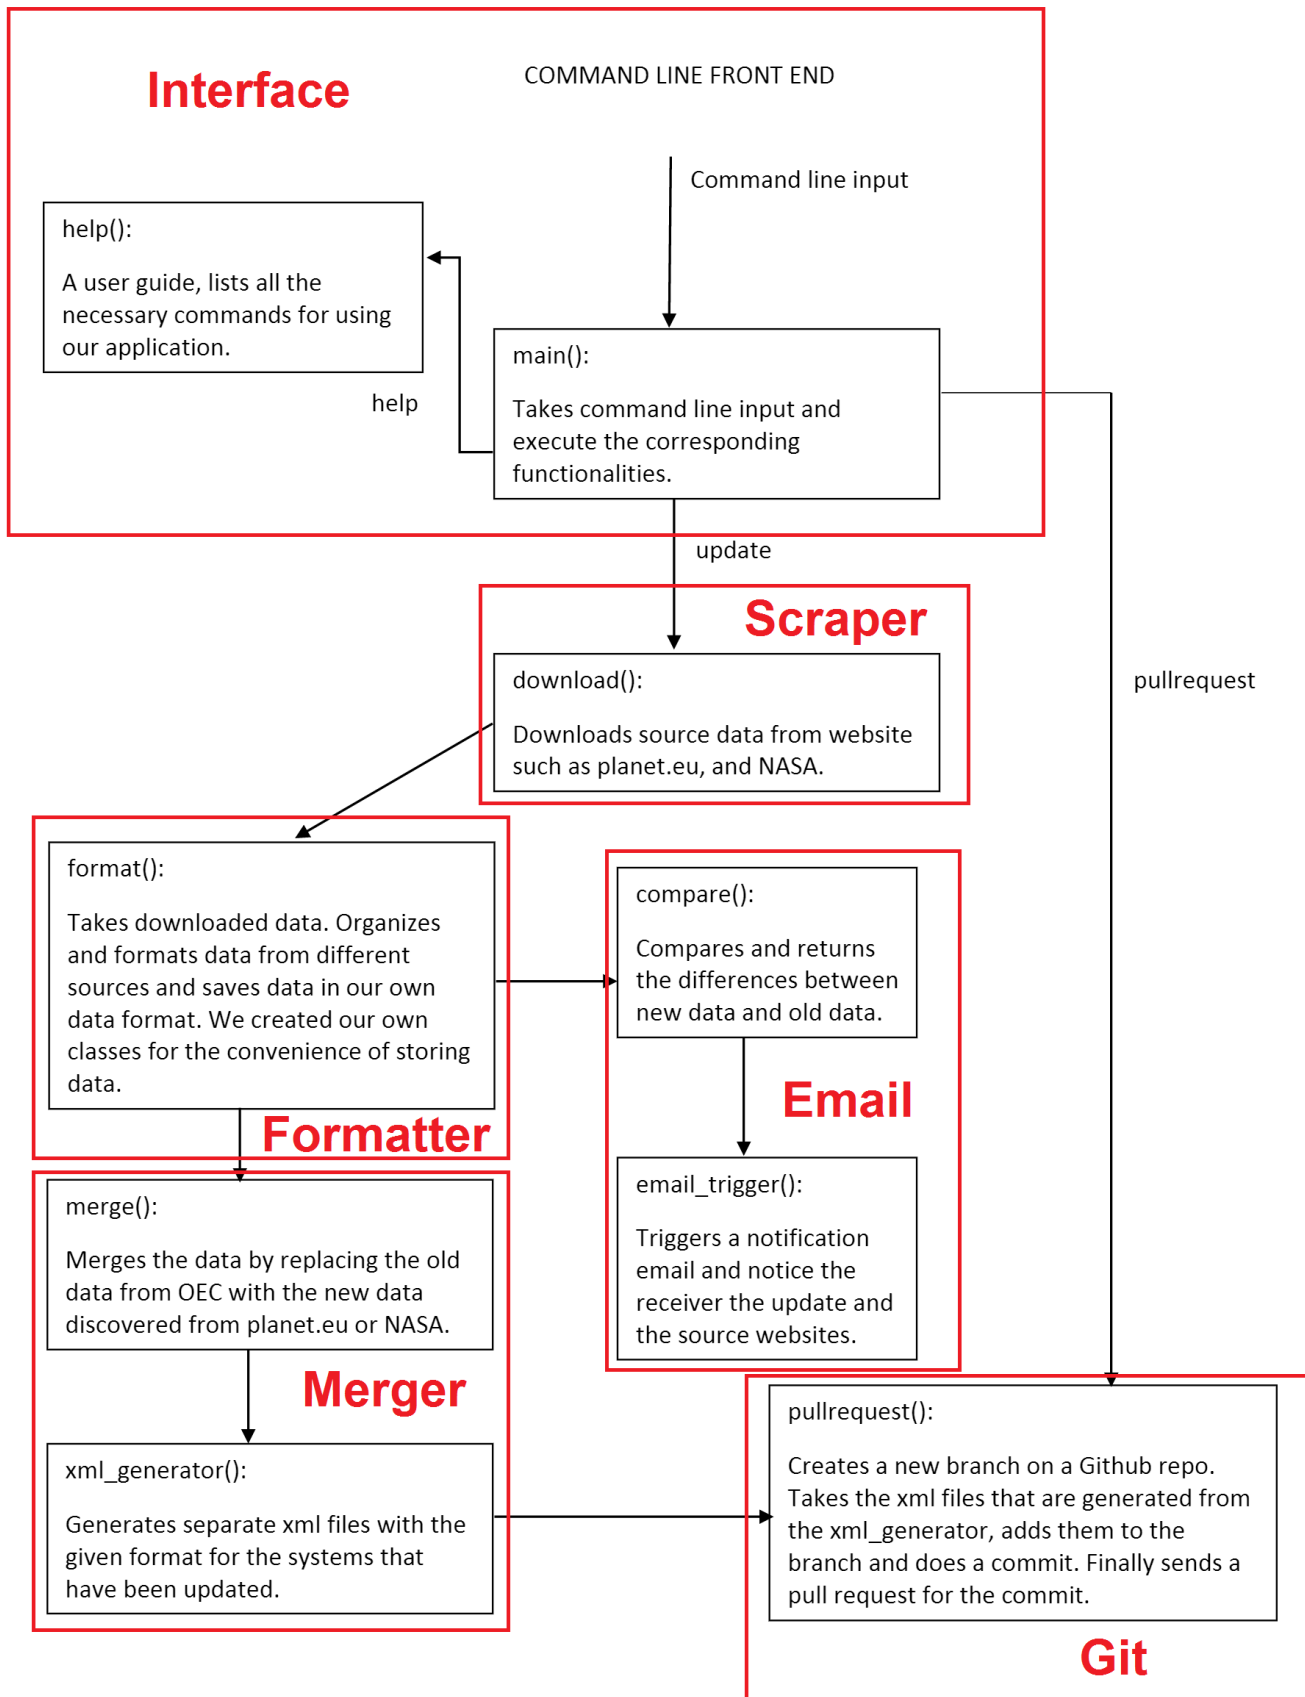 Interface
COMMAND LINE FRONT END
Command line input
help():
A user guide, lists all the
necessary commands for using
our application.
help
main():
Takes command line input and
execute the corresponding
functionalities.
update
Scraper
download():
Downloads source data from website
such as planet.eu, and NASA.
pullrequest
format():
Takes downloaded data. Organizes
and formats data from different
sources and saves data in our own
data format. We created our own
classes for the convenience of storing
data.
Formatter
compare():
Compares and returns
the differences between
new data and old data.
Email
email_trigger():
Triggers a notification
email and notice the
receiver the update and
the source websites.
merge():
Merges the data by replacing the old
data from OEC with the new data
discovered from planet.eu or NASA.
Merger
xml_generator():
Generates separate xml files with the
given format for the systems that
have been updated.
pullrequest():
Creates a new branch on a Github repo.
Takes the xml files that are generated from
the xml_generator, adds them to the
branch and does a commit. Finally sends a
pull request for the commit.
Git